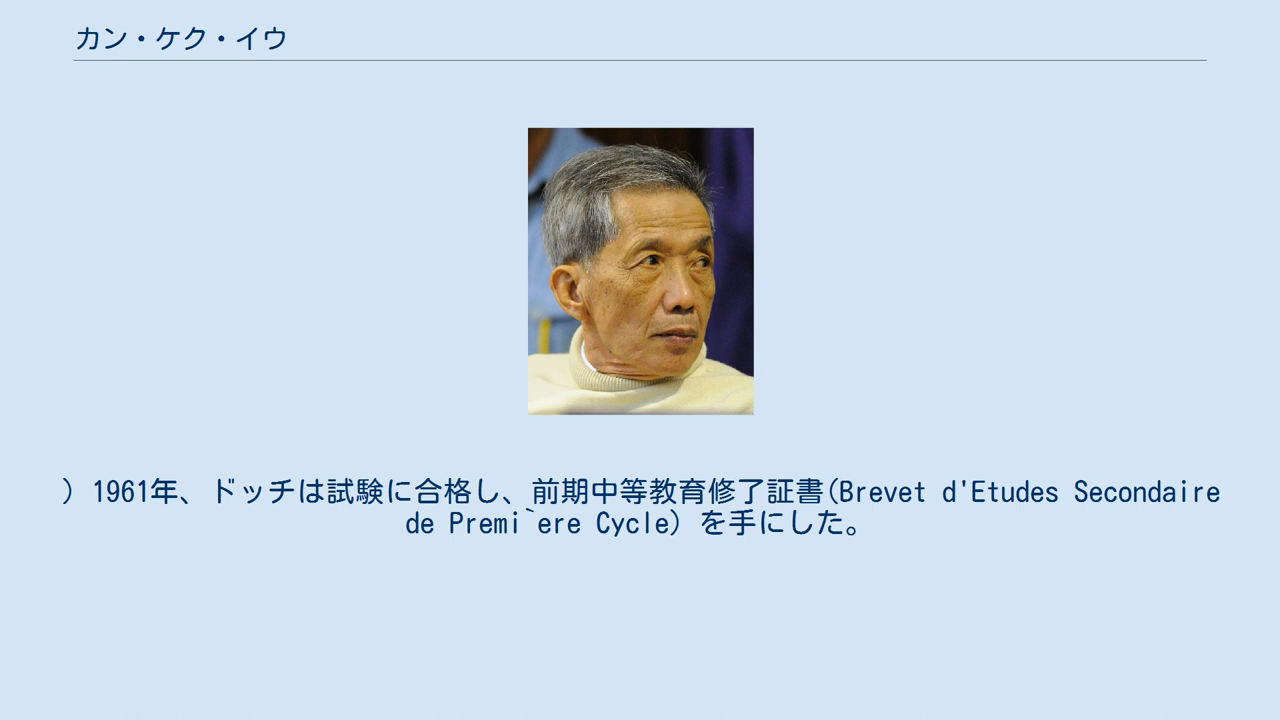 カン・ケク・イウ
）1961年、ドッチは試験に合格し、前期中等教育修了証書(Brevet d'Etudes Secondaire
de Premi`ere Cycle）を手にした。